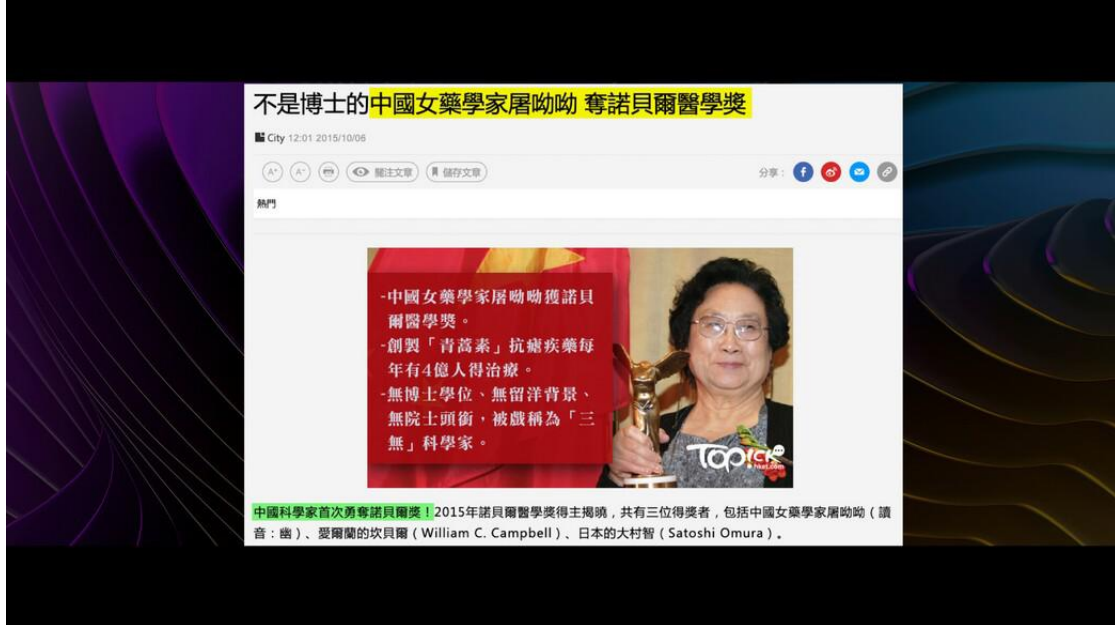 不是博士的中國女藥學家屠呦呦 奪諾貝爾醫學獎
City 12:01 2015/10/06
A+ A- 關注文章 儲存文章 分享：
熱門
-中國女藥學家屠呦呦獲諾貝
爾醫學獎。
-創製「青蒿素」抗瘧疾藥每
年有4億人得治療。
-無博士學位、無留洋背景、
無院士頭銜，被戲稱為「三
無」科學家。
TOPick
hket.com
中國科學家首次勇奪諾貝爾獎！2015年諾貝爾醫學獎得主揭曉，共有三位得獎者，包括中國女藥學家屠呦呦（讀
音：幽）、愛爾蘭的坎貝爾（William C. Campbell）、日本的大村智（Satoshi Omura）。